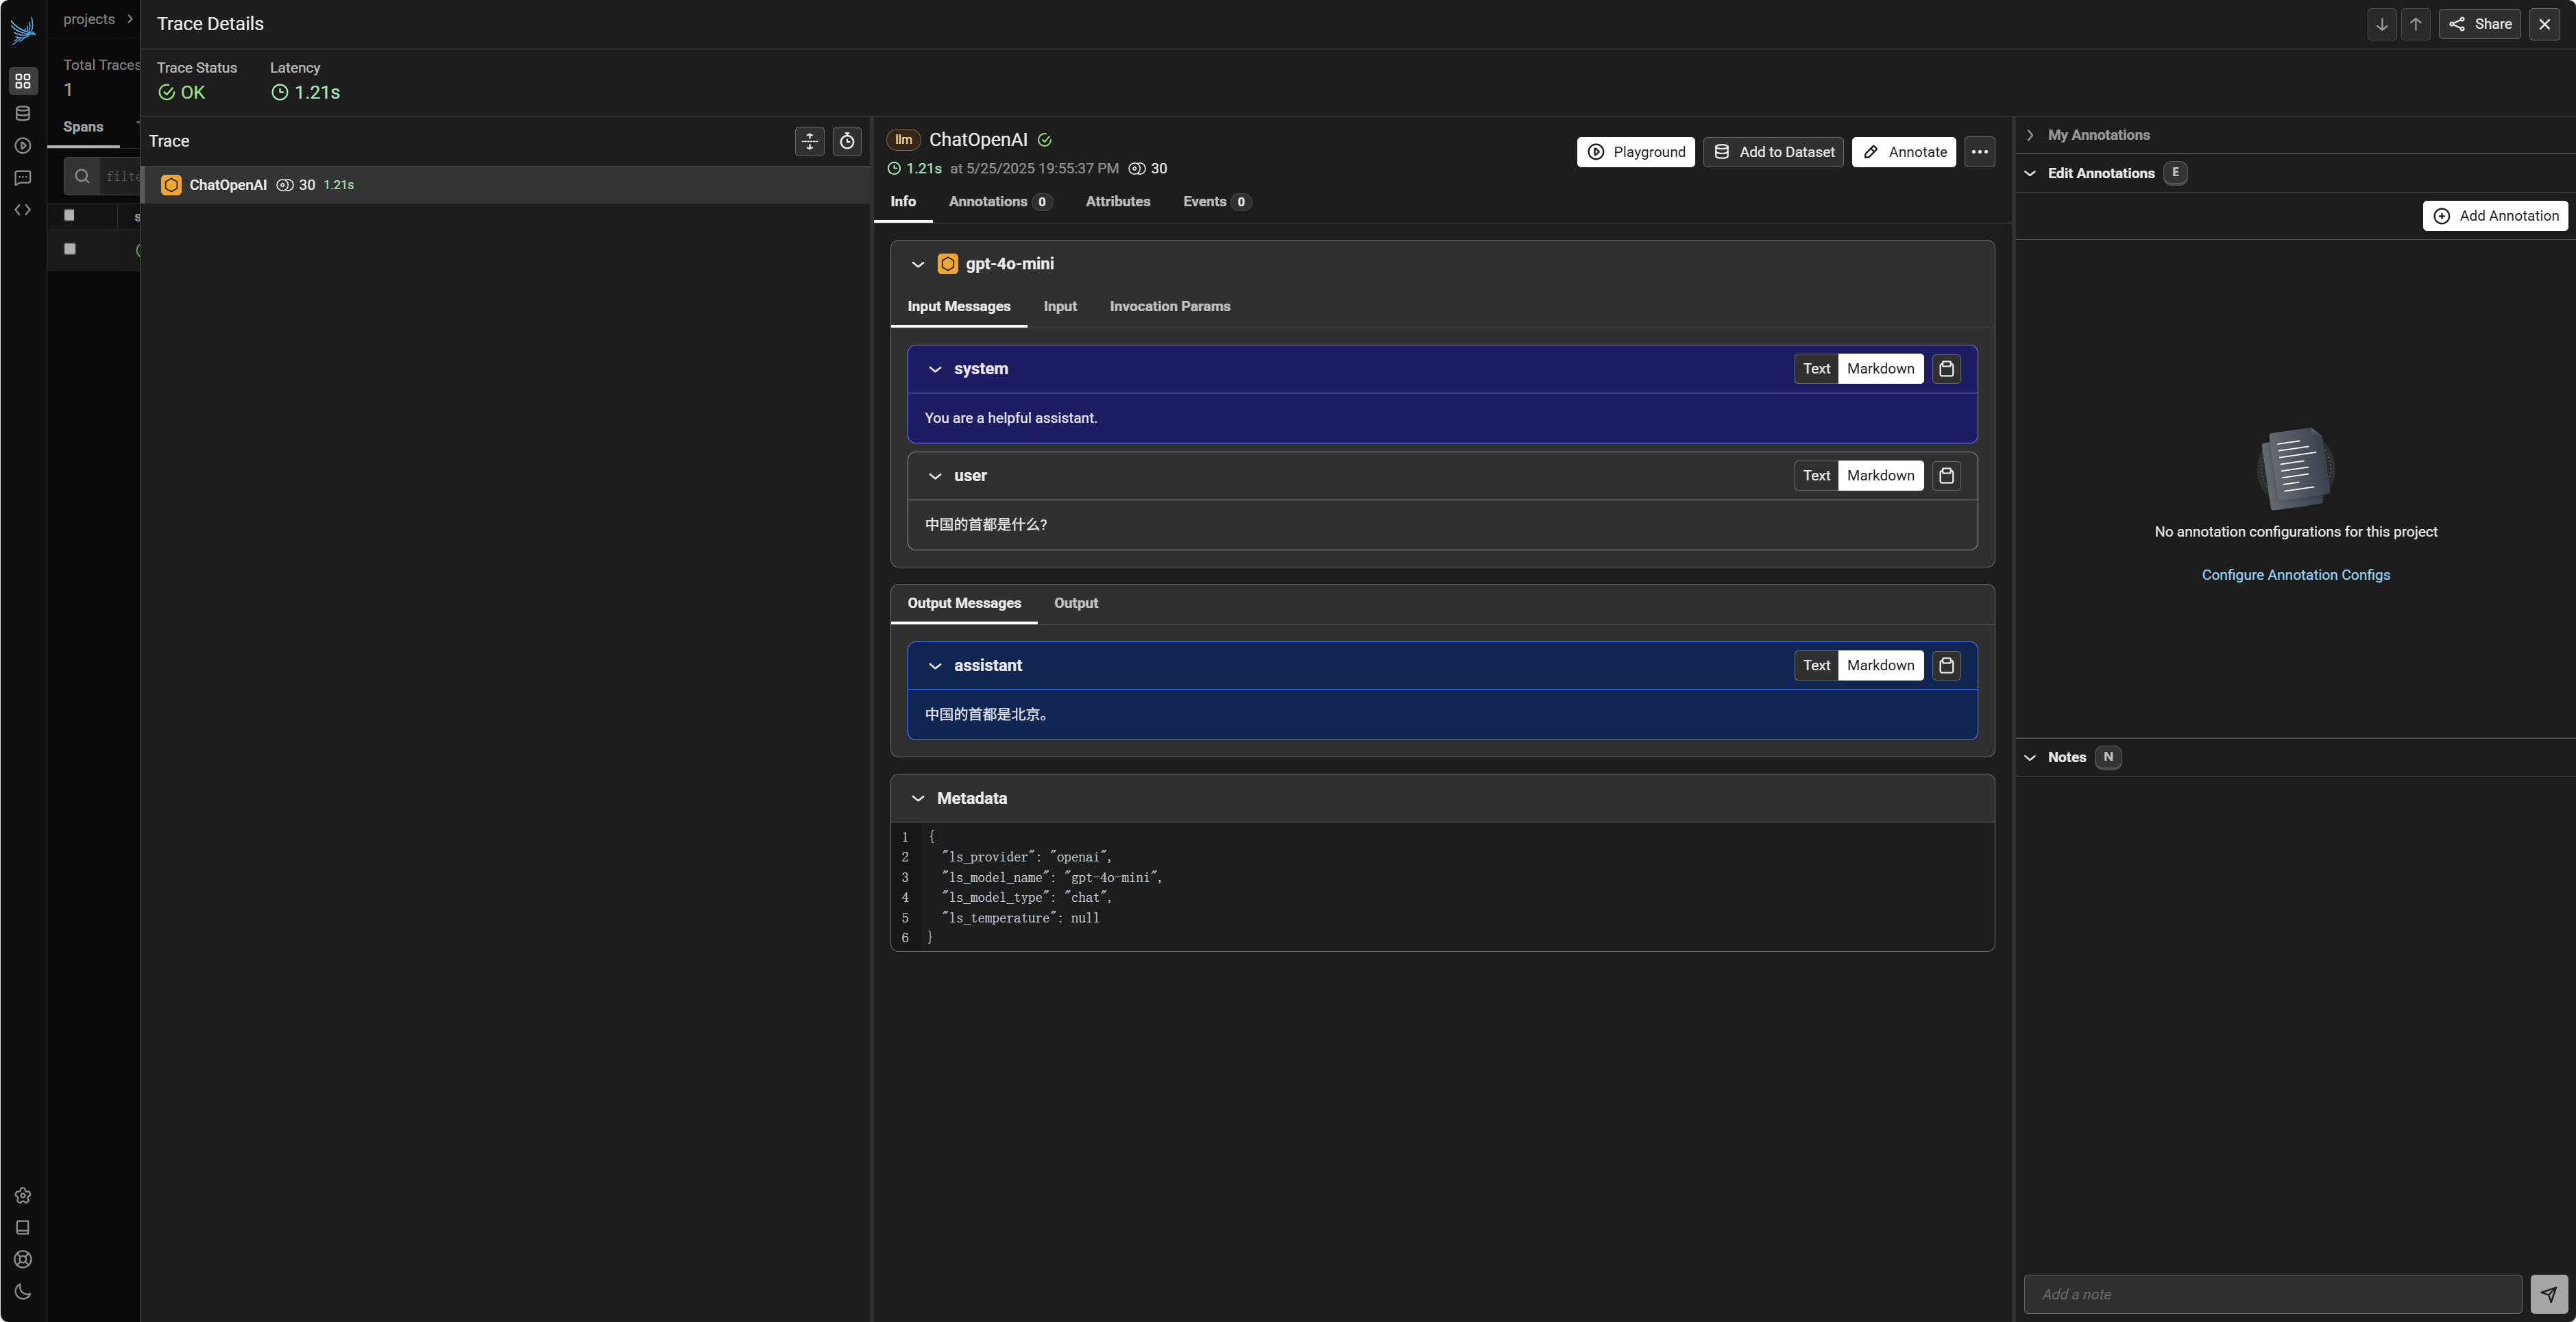 projects
Trace Details
Share
Total Traces
1
Trace Status
OK
Latency
1.21s
Spans
Trace
ChatOpenAI 30 1.21s
llm ChatOpenAI
1.21s at 5/25/2025 19:55:37 PM 30
Playground
Add to Dataset
Annotate
Info
Annotations 0
Attributes
Events 0
gpt-4o-mini
Input Messages
Input
Invocation Params
system
Text Markdown
You are a helpful assistant.
user
Text Markdown
中国的首都是什么?
Output Messages
Output
assistant
Text Markdown
中国的首都是北京。
Metadata
1 {
2 "ls_provider": "openai",
3 "ls_model_name": "gpt-4o-mini",
4 "ls_model_type": "chat",
5 "ls_temperature": null
6 }
My Annotations
Edit Annotations E
Add Annotation
No annotation configurations for this project
Configure Annotation Configs
Notes N
Add a note